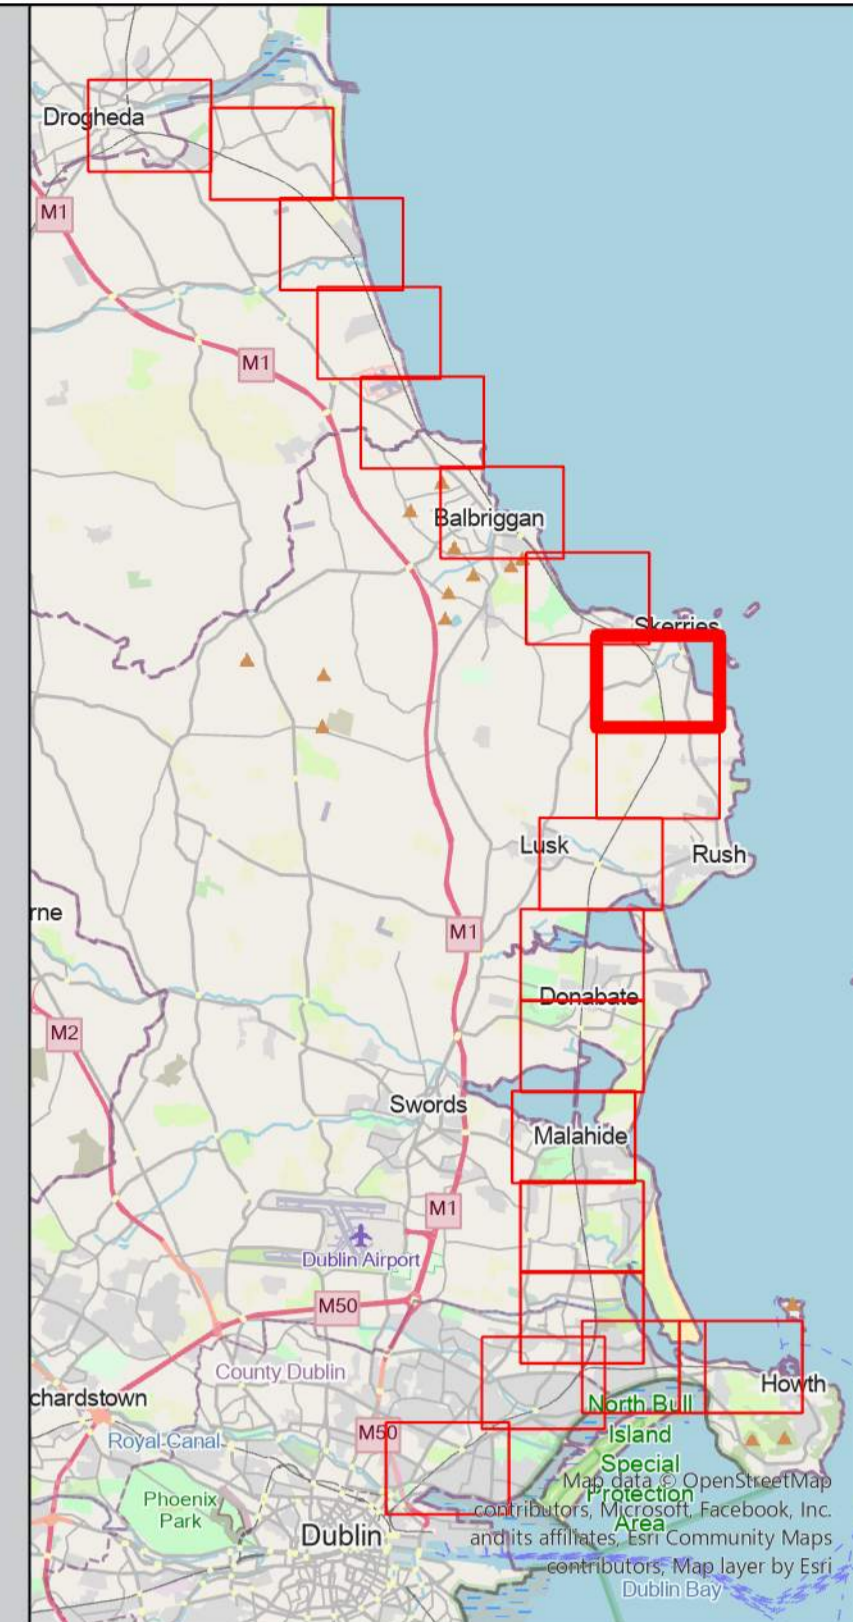 Drogheda
M1
M1
Balbriggan
Skerries
Lusk
Rush
rne
M1
Donabate
M2
Swords
Malahide
M1
Dublin Airport
M50
County Dublin
Howth
chardstown
North Bull
Island
Special
Protection
Area
M50
Royal Canal
Phoenix
Park
Dublin
Map data © OpenStreetMap
contributors, Microsoft, Facebook, Inc.
and its affiliates, Esri Community Maps
contributors, Map layer by Esri
Dublin Bay